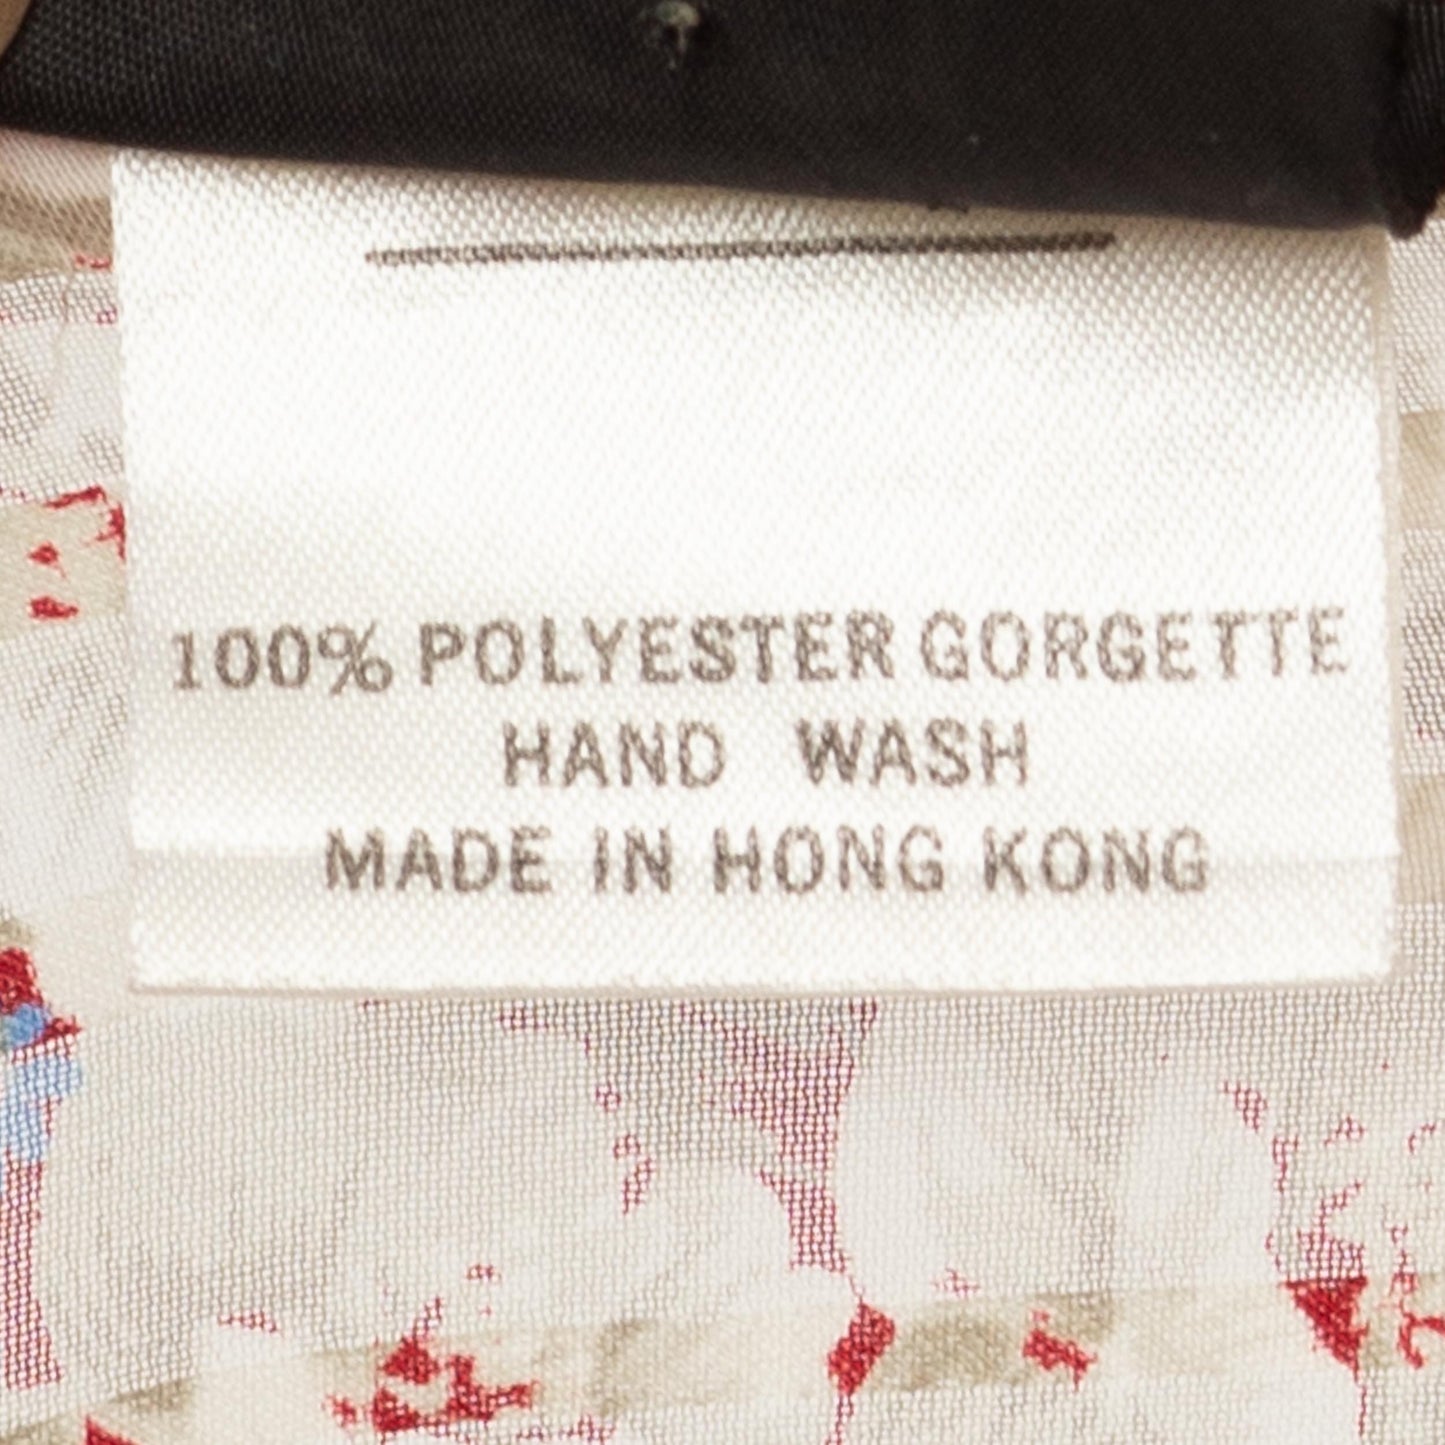 100% POLYESTER GORGETTE
HAND WASH
MADE IN HONG KONG